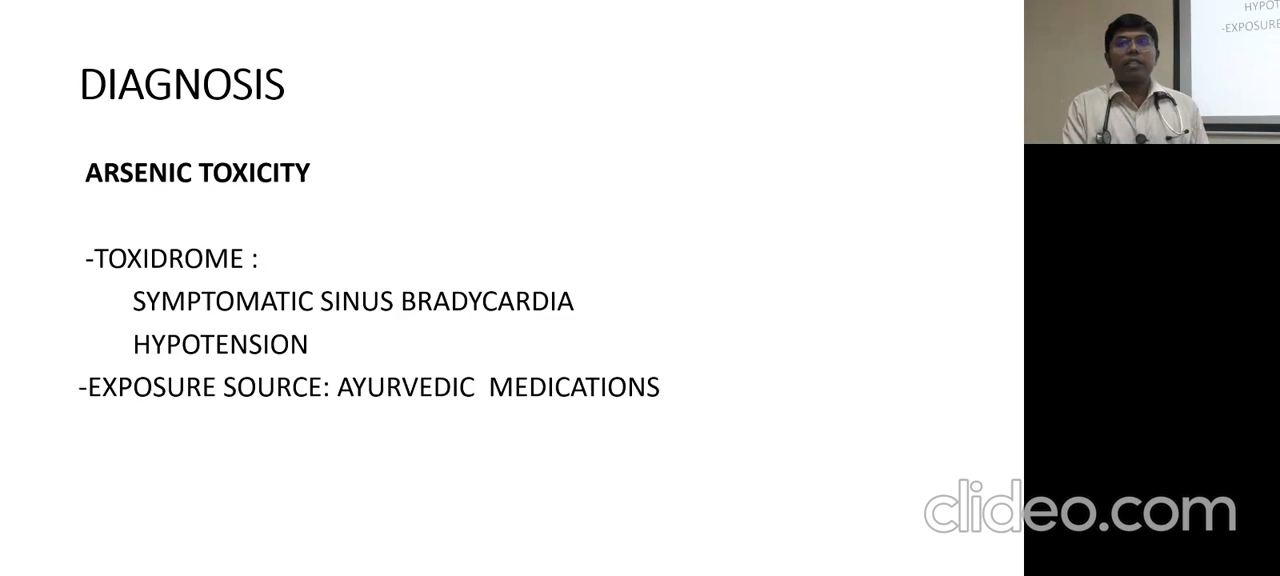 DIAGNOSIS
ARSENIC TOXICITY
-TOXIDROME :
SYMPTOMATIC SINUS BRADYCARDIA
HYPOTENSION
-EXPOSURE SOURCE: AYURVEDIC  MEDICATIONS
HYPOT
-EXPOSURE
clideo.com